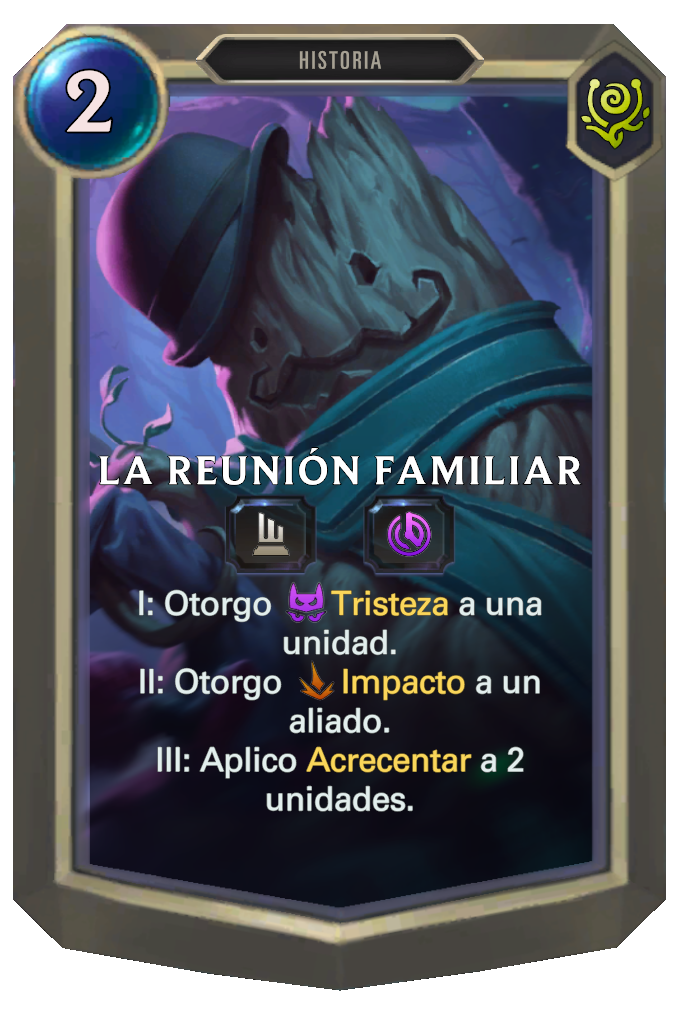 HISTORIA
2
LA REUNIÓN FAMILIAR
I: Otorgo Tristeza a una
unidad.
II: Otorgo Impacto a un
aliado.
III: Aplico Acrecentar a 2
unidades.